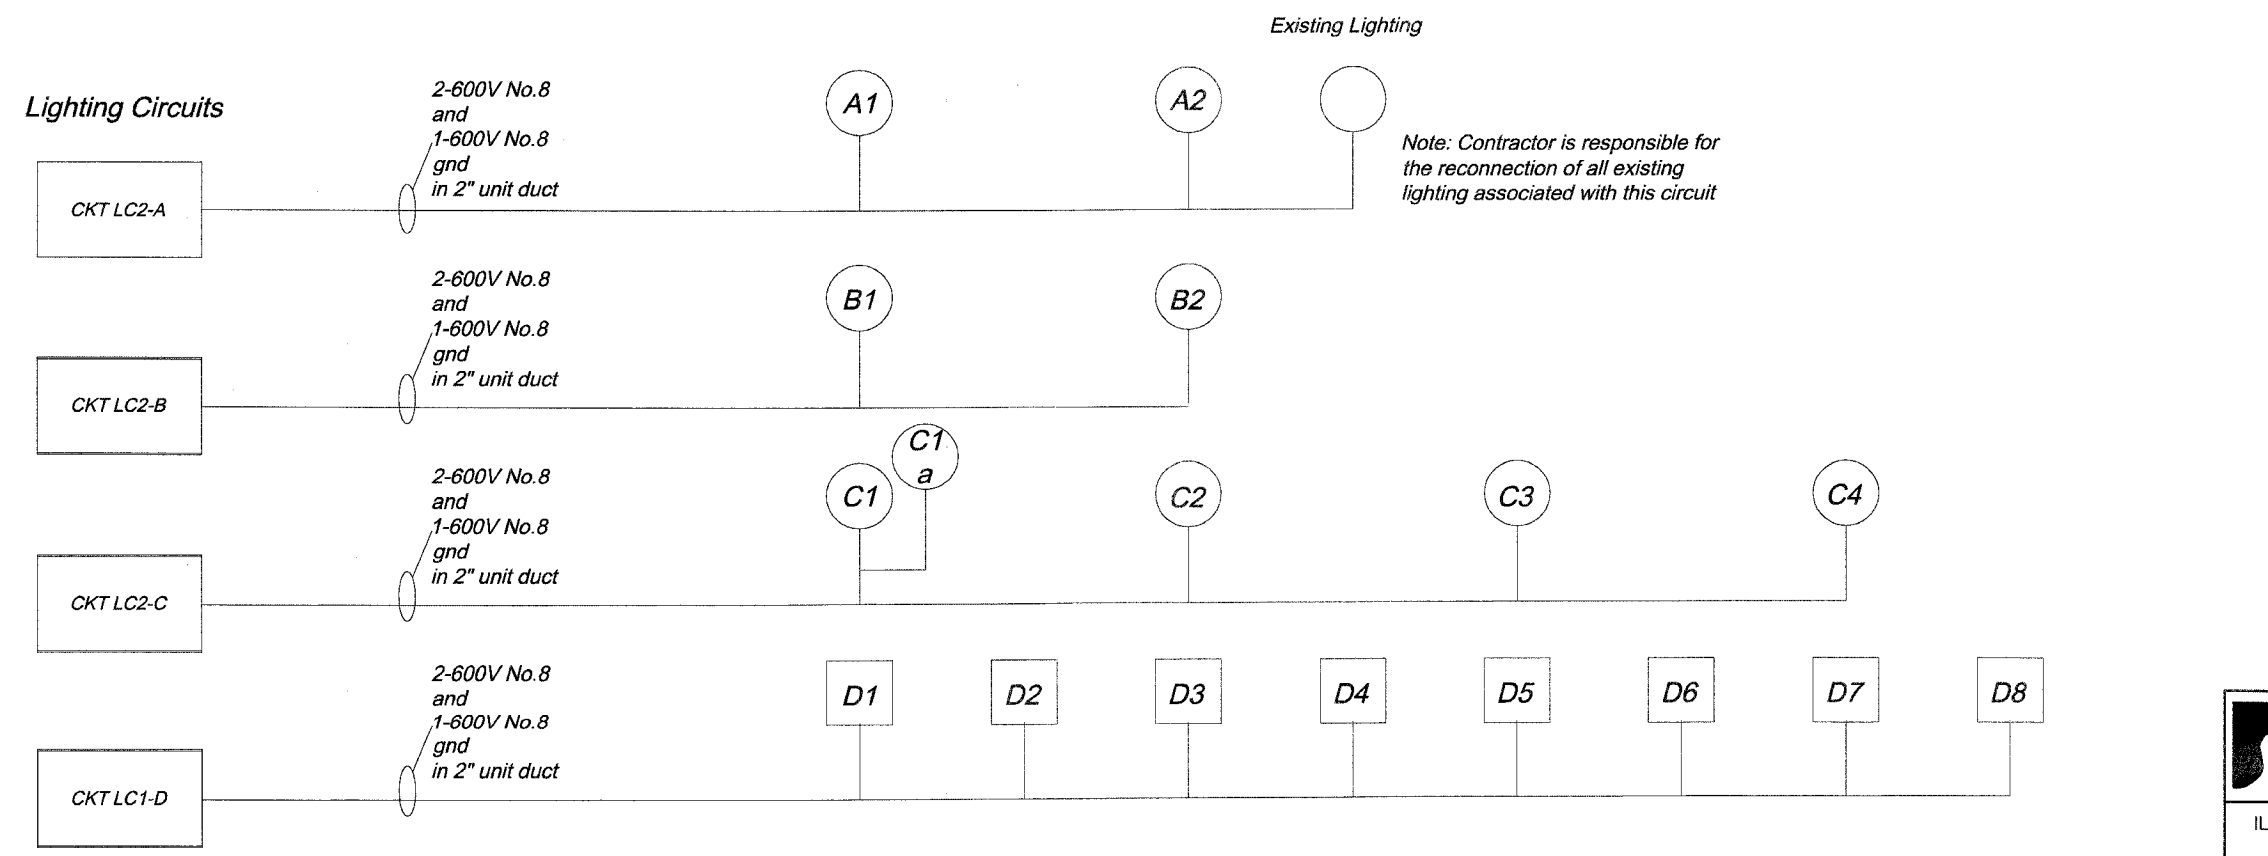 Existing Lighting
Lighting Circuits
2-600V No.8
and
1-600V No.8
gnd
in 2" unit duct
A1
A2
Note: Contractor is responsible for
the reconnection of all existing
lighting associated with this circuit
CKT LC2-A
2-600V No.8
and
1-600V No.8
gnd
in 2" unit duct
B1
B2
CKT LC2-B
2-600V No.8
and
1-600V No.8
gnd
in 2" unit duct
C1
a
C1
C2
C3
C4
CKT LC2-C
2-600V No.8
and
1-600V No.8
gnd
in 2" unit duct
D1
D2
D3
D4
D5
D6
D7
D8
CKT LC1-D